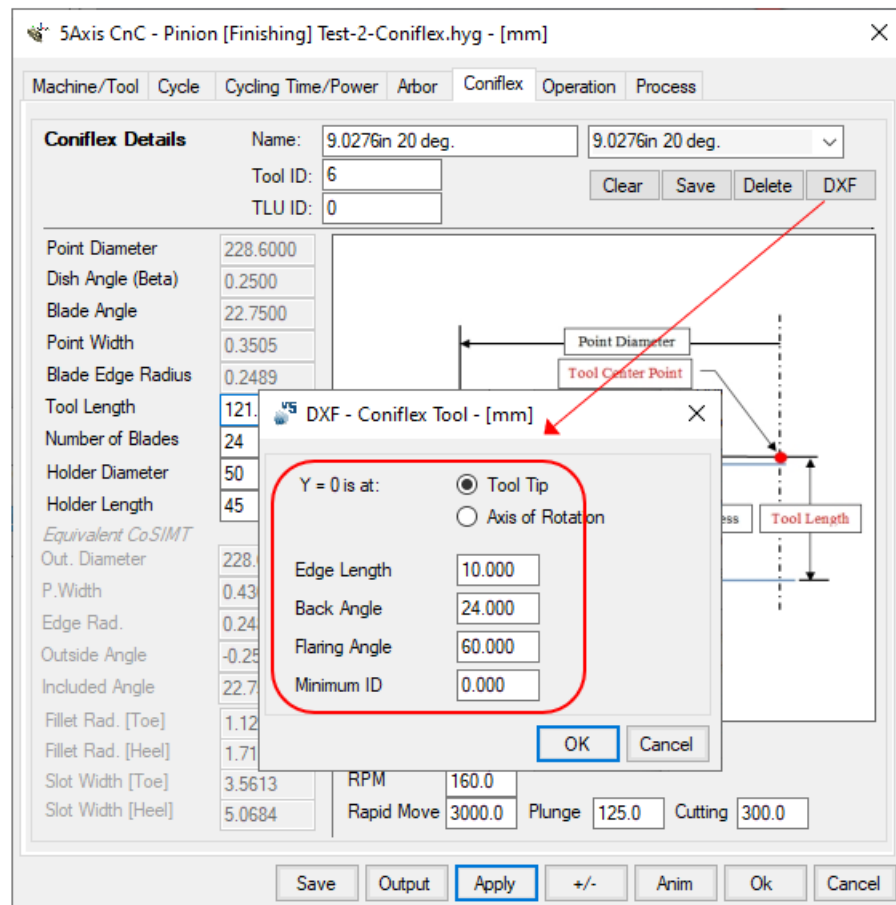 5Axis CnC - Pinion [Finishing] Test-2-Coniflex.hyg - [mm]
Machine/Tool Cycle Cycling Time/Power Arbor Coniflex Operation Process
Coniflex Details Name: 9.0276in 20 deg. 9.0276in 20 deg.
Tool ID: 6
Clear Save Delete DXF
TLU ID: 0
Point Diameter 228.6000
Dish Angle (Beta) 0.2500
Blade Angle 22.7500
Point Width 0.3505
Blade Edge Radius 0.2489
Tool Length 121.
Number of Blades 24
Holder Diameter 50
Holder Length 45
Equivalent CoSIMT
Out. Diameter 228.
P.Width
Edge Rad.
Outside Angle
Included Angle
Fillet Rad. [Toe]
Fillet Rad. [Heel]
Slot Width [Toe] 3.5613
Slot Width [Heel] 5.0684
Point Diameter
Tool Center Point
Tool Length
DXF - Coniflex Tool - [mm]
Y = 0 is at: Tool Tip
Axis of Rotation
Edge Length 10.000
Back Angle 24.000
Flaring Angle 60.000
Minimum ID 0.000
OK Cancel
RPM 160.0
Rapid Move 3000.0 Plunge 125.0 Cutting 300.0
Save Output Apply +/- Anim Ok Cancel